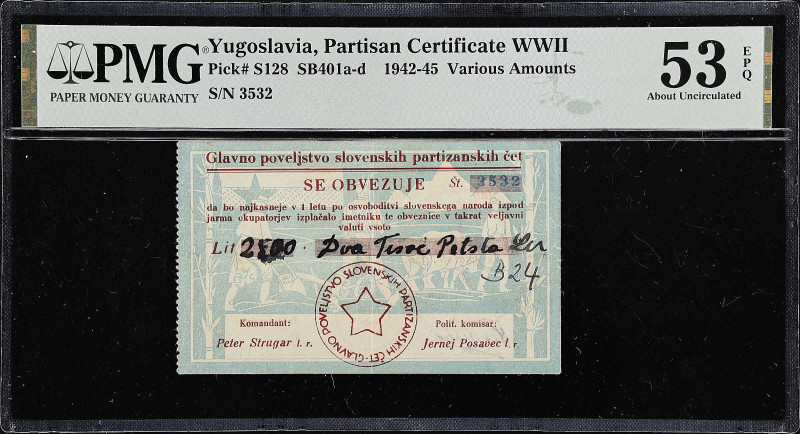 PMG®
PAPER MONEY GUARANTY
Yugoslavia, Partisan Certificate WWII
Pick# S128 SB401a-d 1942-45 Various Amounts
S/N 3532
53 EPQ
About Uncirculated
Glavno poveljstvo slovenskih partizanskih čet
SE OBVEZUJE Št. 3532
da bo najkasneje v 1 letu po osvoboditvi slovenskega naroda izpod
jarma okupatorjev izplačalo imetniku te obveznice v takrat veljavni
valuti vsoto
Lit 2500. Dva Tisoč Petsto Lir
B24
GLAVNO POVELJSTVO SLOVENSKIH PARTIZANSKIH ČET-
Komandant: Polit. komisar:
Peter Strugar l. r. Jernej Posavec l. r.